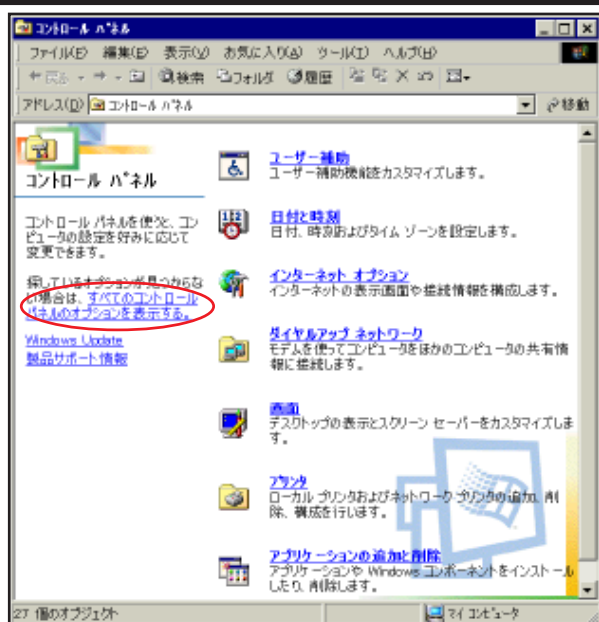 コントロール パネル
ファイル(F) 編集(E) 表示(V) お気に入り(A) ツール(T) ヘルプ(H)
戻る 検索 フォルダ 履歴
アドレス(D) コントロール パネル 移動
コントロール パネル
コントロール パネルを使うと、コン
ピュータの設定を好みに応じて
変更できます。
探しているオプションが見つからな
い場合は、すべてのコントロール
パネルのオプションを表示する。
Windows Update
製品サポート情報
ユーザー補助
ユーザー補助機能をカスタマイズします。
日付と時刻
日付、時刻およびタイム ゾーンを設定します。
インターネット オプション
インターネットの表示画面や接続情報を構成します。
ダイヤルアップ ネットワーク
モデムを使ってコンピュータをほかのコンピュータの共有情
報に接続します。
画面
デスクトップの表示とスクリーン セーバーをカスタマイズしま
す。
プリンタ
ローカル プリンタおよびネットワーク プリンタの追加、削
除、構成を行います。
アプリケーションの追加と削除
アプリケーションや Windows コンポーネントをインストール
したり、削除します。
27 個のオブジェクト マイ コンピュータ